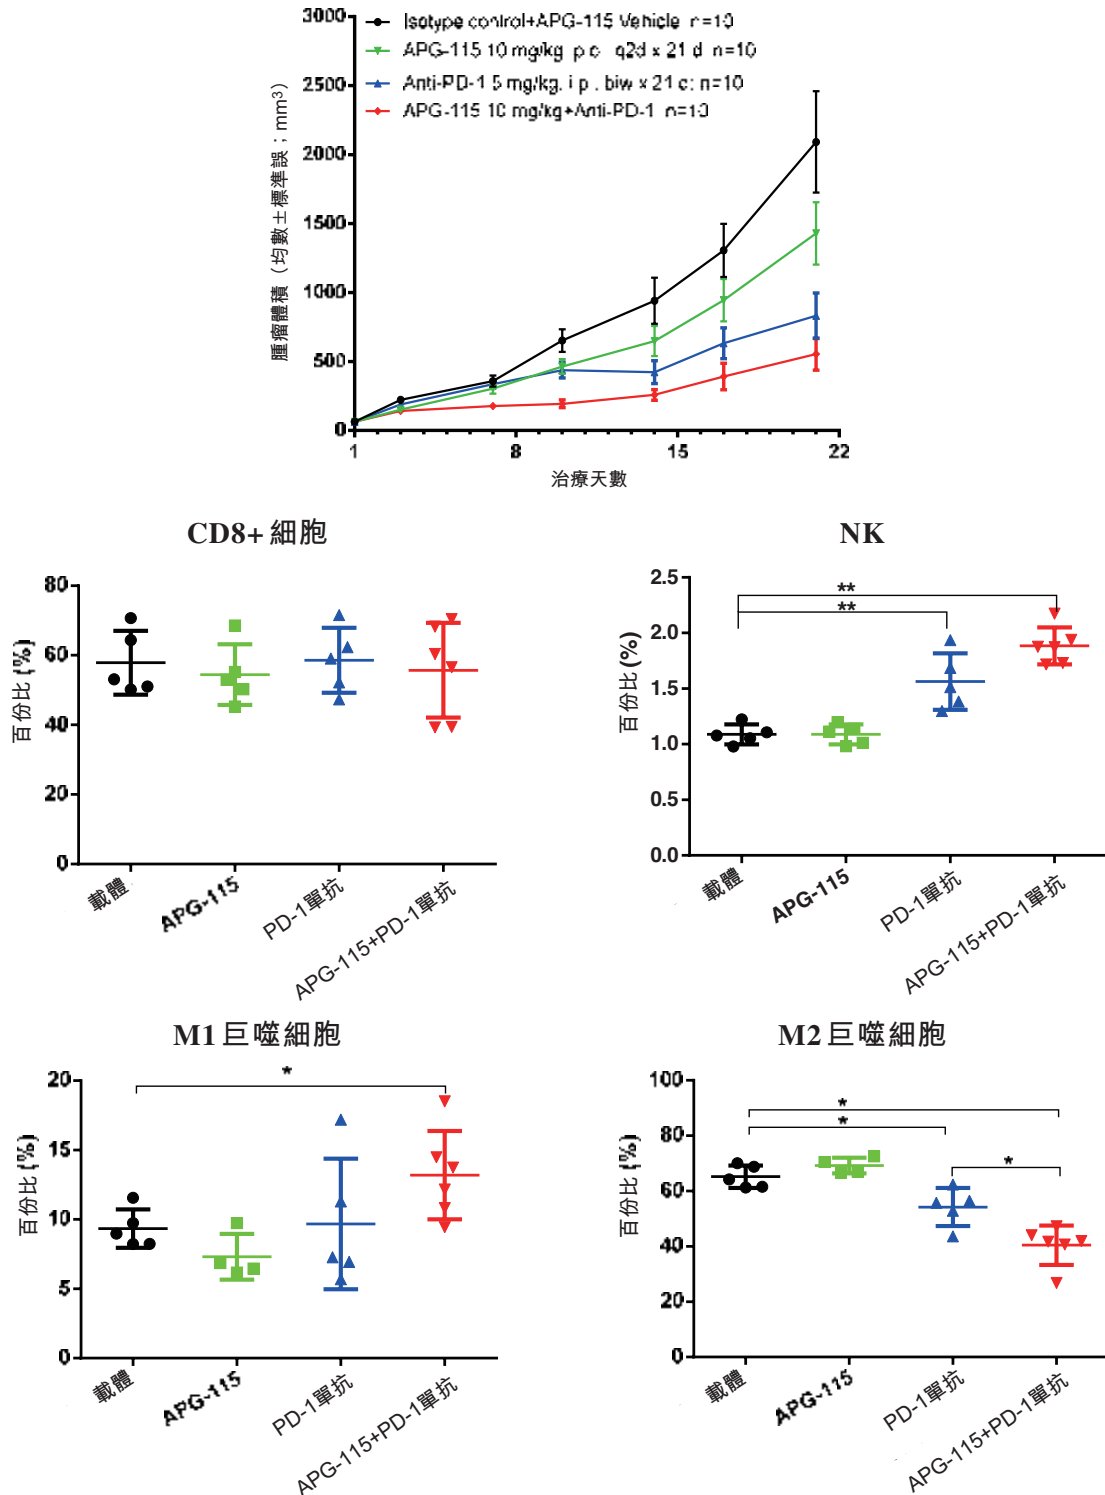 3000
2500
2000
1500
1000
500
0
腫瘤體積（均數±標準誤；mm³）
Isotype control+APG-115 Vehicle n=10
APG-115 10 mg/kg p.o. q2d x 21 d n=10
Anti-PD-1 5 mg/kg, i.p., biw x 21 d; n=10
APG-115 10 mg/kg+Anti-PD-1 n=10
1 8 15 22
治療天數
CD8+ 細胞
80
60
40
20
0
百份比 (%)
載體
APG-115
PD-1單抗
APG-115+PD-1單抗
NK
2.5
2.0
1.5
1.0
0.5
0.0
百份比 (%)
**
**
載體
APG-115
PD-1單抗
APG-115+PD-1單抗
M1 巨噬細胞
20
15
10
5
0
百份比 (%)
*
載體
APG-115
PD-1單抗
APG-115+PD-1單抗
M2 巨噬細胞
100
80
60
40
20
0
百份比 (%)
*
*
*
載體
APG-115
PD-1單抗
APG-115+PD-1單抗